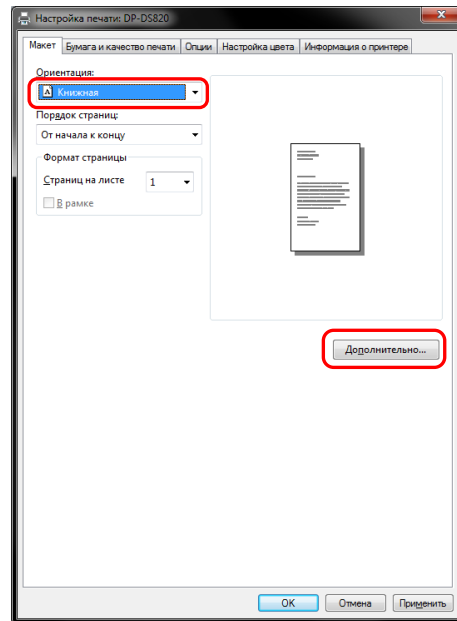 Настройка печати: DP-DS820
Макет Бумага и качество печати Опции Настройка цвета Информация о принтере
Ориентация:
A Книжная
Порядок страниц:
От начала к концу
Формат страницы
Страниц на листе 1
В рамке
Дополнительно...
OK Отмена Применить